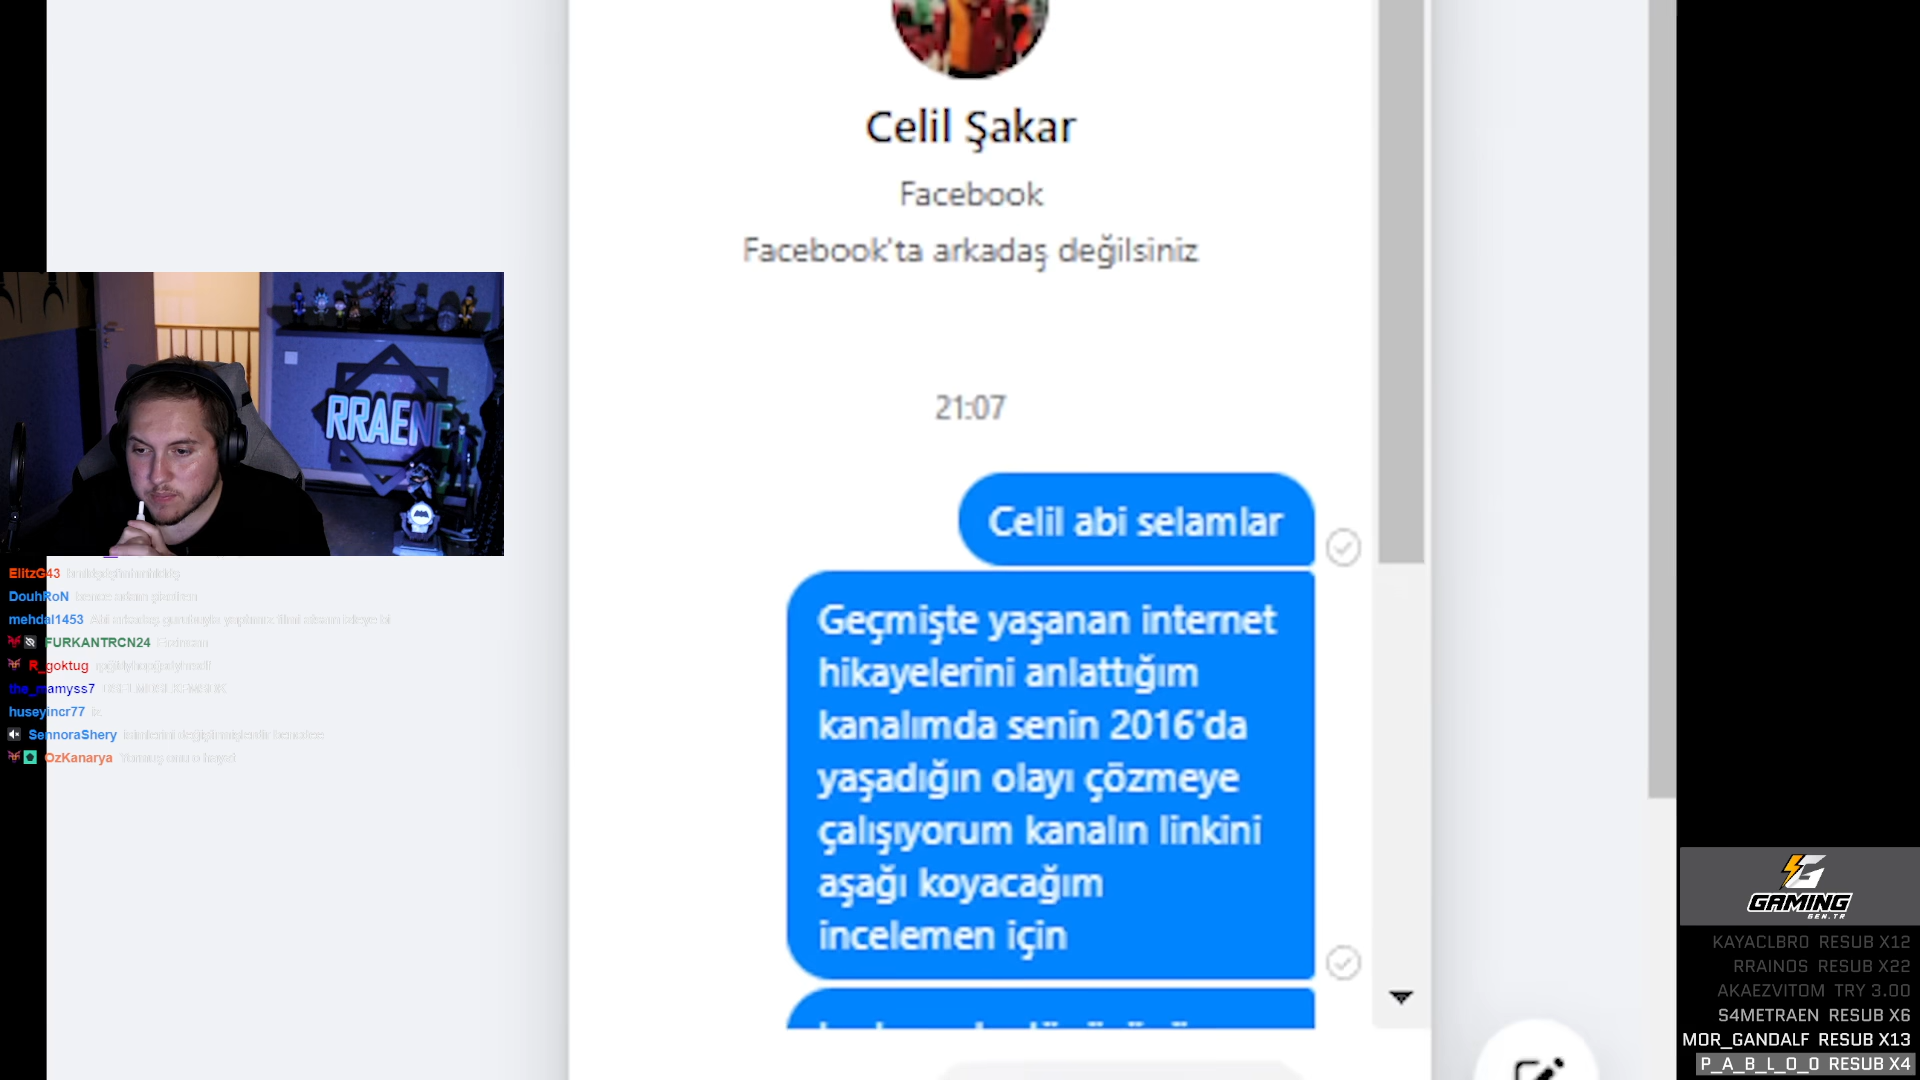 Celil Şakar
Facebook
Facebook'ta arkadaş değilsiniz
21:07
Celil abi selamlar
Geçmişte yaşanan internet
hikayelerini anlattığım
kanalımda senin 2016'da
yaşadığın olayı çözmeye
çalışıyorum kanalın linkini
aşağı koyacağım
incelemen için
RRAENE
ElitzG43
DouhRoN
mehdal1453
FURKANTRCN24
R_goktug
the_mamyss7
huseyincr77
SennoraShery
OzKanarya
GAMING
GEN.TR
KAYACLBRO RESUB X12
RRAINOS RESUB X22
AKAEZVITOM TRY 3.00
S4METRAEN RESUB X6
MOR_GANDALF RESUB X13
P_A_B_L_O_O RESUB X4